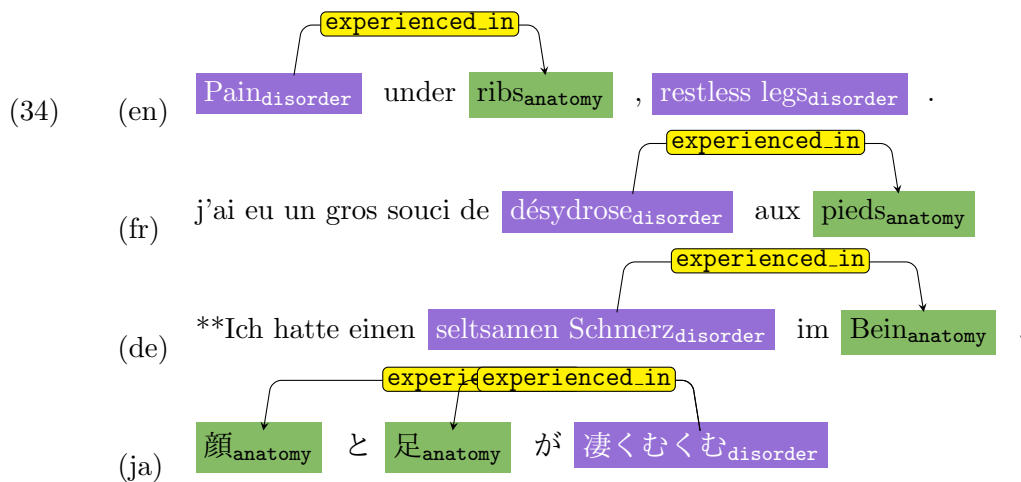 experienced_in
(34) (en) Pain disorder under ribs anatomy , restless legs disorder .
experienced_in
(fr) j'ai eu un gros souci de désydrose disorder aux pieds anatomy
experienced_in
(de) **Ich hatte einen seltsamen Schmerz disorder im Bein anatomy .
experienced_in
(ja) 顔 anatomy と 足 anatomy が 凄くむくむ disorder